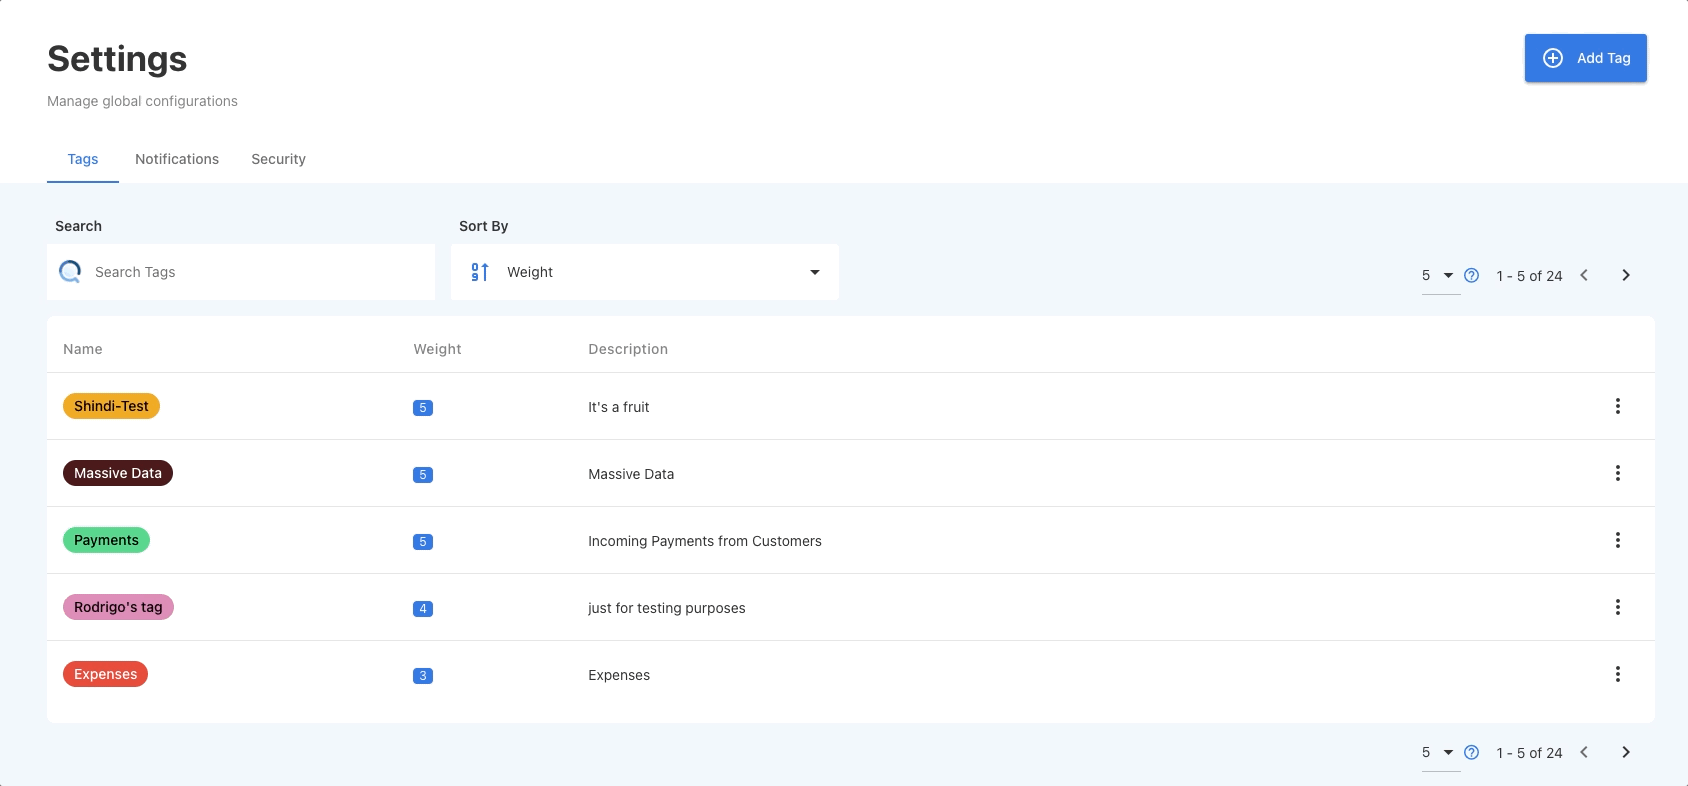 Settings
Add Tag
Manage global configurations
Tags Notifications Security
Search Sort By
Search Tags Weight
5 1 - 5 of 24
Name Weight Description
Shindi-Test 5 It's a fruit
Massive Data 5 Massive Data
Payments 5 Incoming Payments from Customers
Rodrigo's tag 4 just for testing purposes
Expenses 3 Expenses
5 1 - 5 of 24